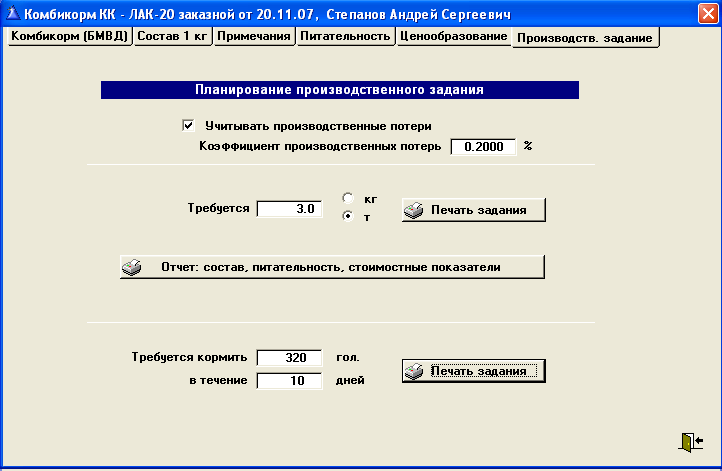 Комбикорм КК - ЛАК-20 заказной от 20.11.07, Степанов Андрей Сергеевич
Комбикорм (БМВД) Состав 1 кг Примечания Питательность Ценообразование Производств. задание
Планирование производственного задания
Учитывать производственные потери
Коэффициент производственных потерь 0.2000 %
кг
Требуется 3.0 Печать задания
т
Отчет: состав, питательность, стоимостные показатели
Требуется кормить 320 гол.
Печать задания
в течение 10 дней